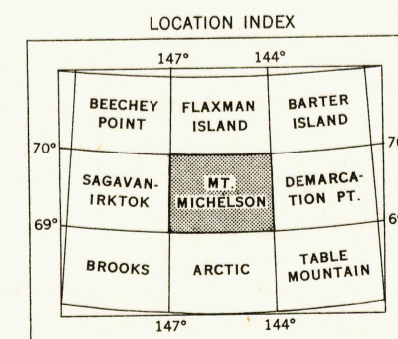 LOCATION INDEX
147° 144°
BEECHEY
POINT
FLAXMAN
ISLAND
BARTER
ISLAND
70°
SAGAVAN-
IRKTOK
MT.
MICHELSON
DEMARCA-
TION PT.
69°
BROOKS
ARCTIC
TABLE
MOUNTAIN
147° 144°